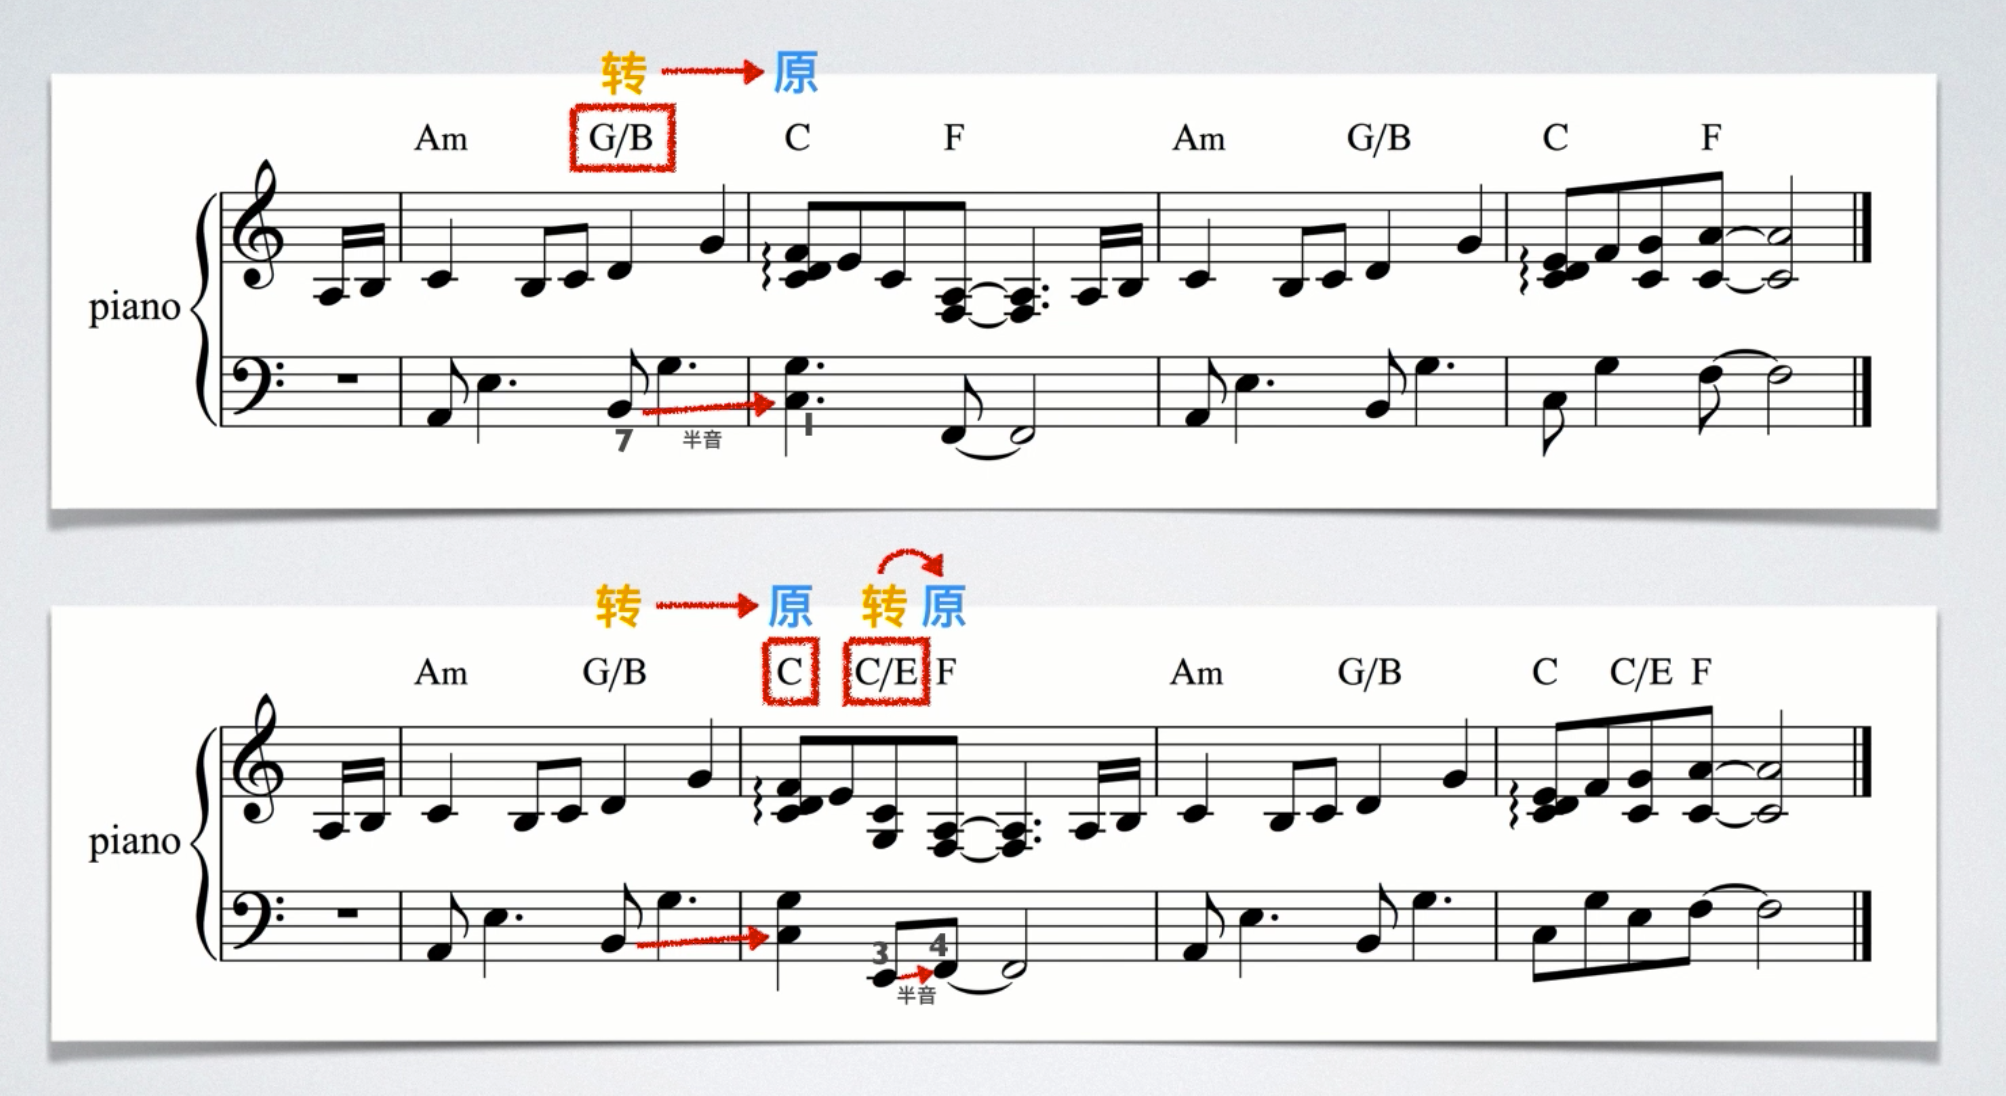 转 原
Am G/B C F Am G/B C F
piano
7 半音 1
转 原 转 原
Am G/B C C/E F Am G/B C C/E F
piano
3 4
半音